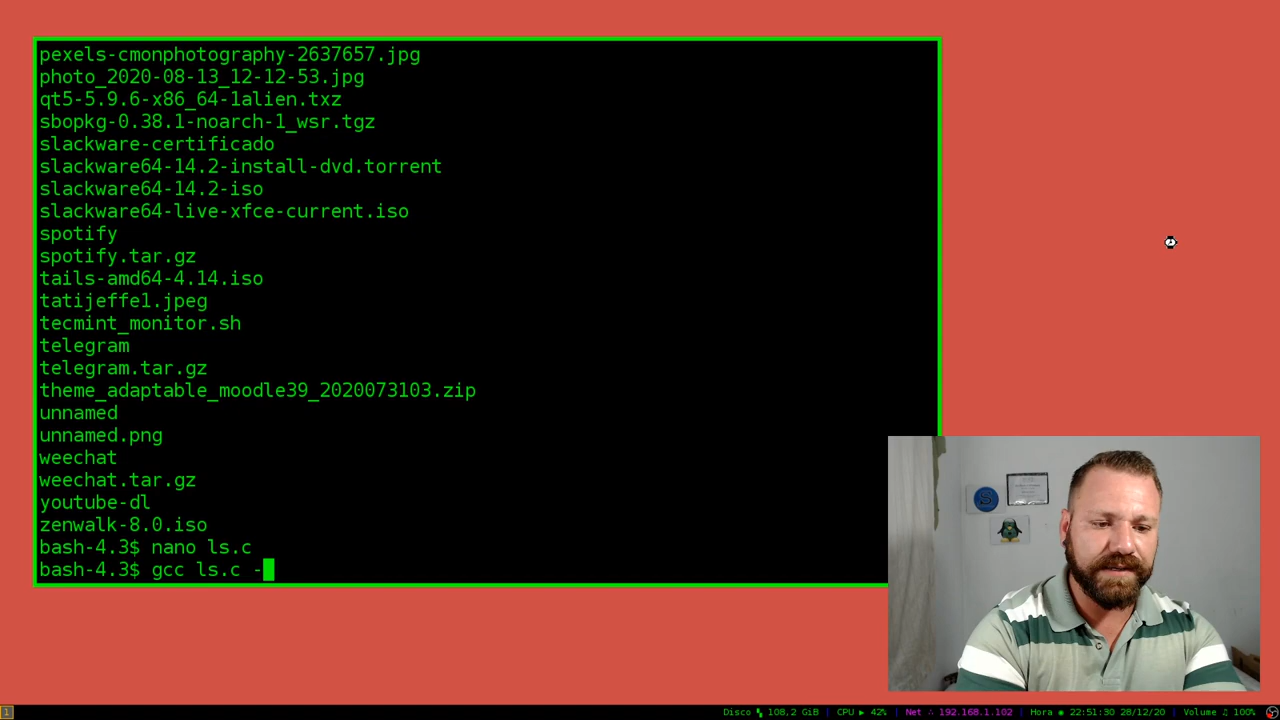 pexels-cmonphotography-2637657.jpg
photo_2020-08-13_12-12-53.jpg
qt5-5.9.6-x86_64-1alien.txz
sbopkg-0.38.1-noarch-1_wsr.tgz
slackware-certificado
slackware64-14.2-install-dvd.torrent
slackware64-14.2-iso
slackware64-live-xfce-current.iso
spotify
spotify.tar.gz
tails-amd64-4.14.iso
tatijeffe1.jpeg
tecmint_monitor.sh
telegram
telegram.tar.gz
theme_adaptable_moodle39_2020073103.zip
unnamed
unnamed.png
weechat
weechat.tar.gz
youtube-dl
zenwalk-8.0.iso
bash-4.3$ nano ls.c
bash-4.3$ gcc ls.c -
1 Disco 108,2 GiB | CPU ▶ 42% | Net 192.168.1.102 | Hora 22:51:30 28/12/20 | Volume ♫ 100%